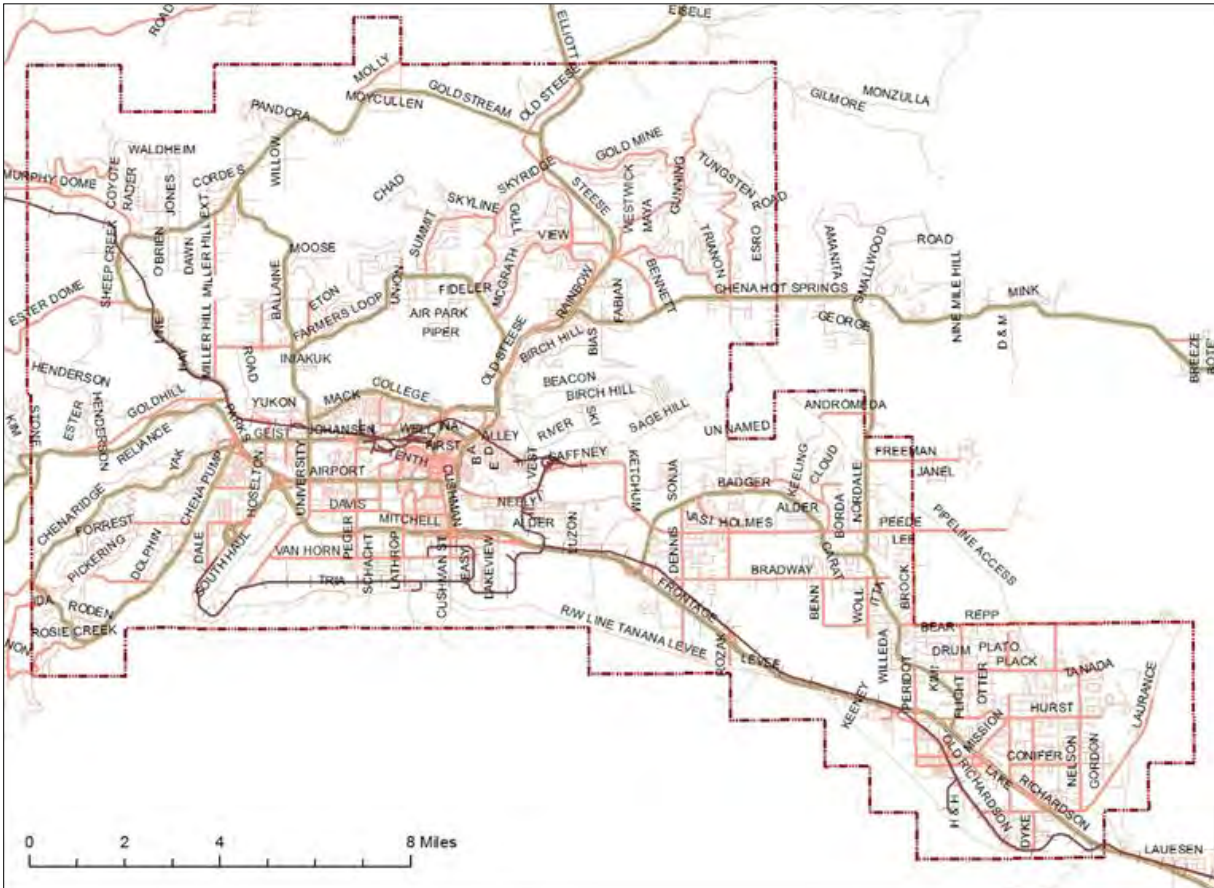 ROAD
ELLIOTT
EISELE
OLD STEESE
MOLLY
MOYCULLEN
GOLDSTREAM
PANDORA
MONZULLA
GILMORE
WALDHEIM
WILLOW
COYOTE
RADER
JONES
CORDES
MURPHY DOME
CHAD
SKYRIDGE
GOLD MINE
STEESE
WESTWICK
MAYA
GUNNING
TUNGSTEN
ROAD
SKYLINE
GULL
SUMMIT
VIEW
TRIANON
ESRO
O'BRIEN
DAWN
MILLER HILL EXT
MOOSE
SHEEP CREEK
AMANITA
SMALLWOOD
ROAD
ESTER DOME
BALLAINE
ETON
FARMERS LOOP
UNION
FIDELER
MCGRATH
RAINBOW
FABIAN
BENNETT
CHENA HOT SPRINGS
NINE MILE HILL
MINK
D & M
BREEZE
AIR PARK
PIPER
GEORGE
BIRCH HILL
BIAS
OLD STEESE
MILLER HILL
INIAKUK
ROAD
HENDERSON
BEACON
BIRCH HILL
YUKON
MACK
COLLEGE
GOLDHILL
KIM
STONE
ESTER
RELIANCE
PARKS
GEIST
JOHANSEN
WELL
INA
FIRST
ALLEY
RIVER
SKI
SAGE HILL
UNNAMED
ANDROMEDA
TENTH
VEST
GAFFNEY
KETCHUM
SONJA
FREEMAN
JANEL
YAK
CHENA PUMP
HOSELTON
UNIVERSITY
AIRPORT
CUSHMAN
NEELY
BADGER
KEELING
CLOUD
ALDER
BORDA
NORDALE
CHENA RIDGE
FORREST
DAVIS
MITCHELL
ALDER
LUZON
HOLMES
PEEDE
LEE
PIPELINE ACCESS
PICKERING
DOLPHIN
DALE
SOUTH HAUL
VAN HORN
PEGER
SCHACHT
LATHROP
CUSHMAN ST
EASY
LAKEVIEW
DENNIS
GARAT
BRADWAY
BENN
WOLL
BROCK
TRIA
RODEN
ROSIE CREEK
R/W LINE TANANA LEVEE
FRONTAGE
LEVEE
ROZAK
REPP
BEAR
DRUM
PLATO
PLACK
TANADA
WILLEDA
PERIDOT
KIM
FLIGHT
OTTER
HURST
LAURANCE
KEENEY
MISSION
OLD RICHARDSON
LAKE
CONIFER
RICHARDSON
NELSON
GORDON
H & H
DYKE
LAUESEN
0 2 4 8 Miles